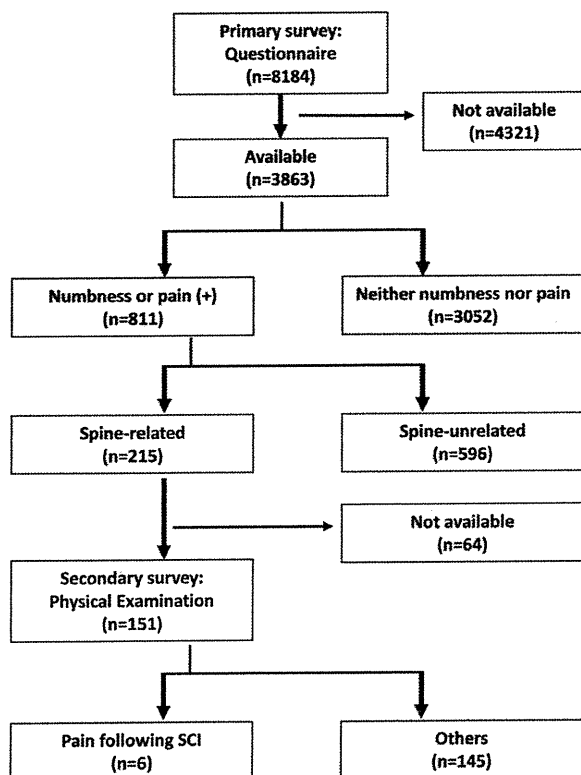 Primary survey:
Questionnaire
(n=8184)
Not available
(n=4321)
Available
(n=3863)
Numbness or pain (+)
(n=811)
Neither numbness nor pain
(n=3052)
Spine-related
(n=215)
Spine-unrelated
(n=596)
Not available
(n=64)
Secondary survey:
Physical Examination
(n=151)
Pain following SCI
(n=6)
Others
(n=145)